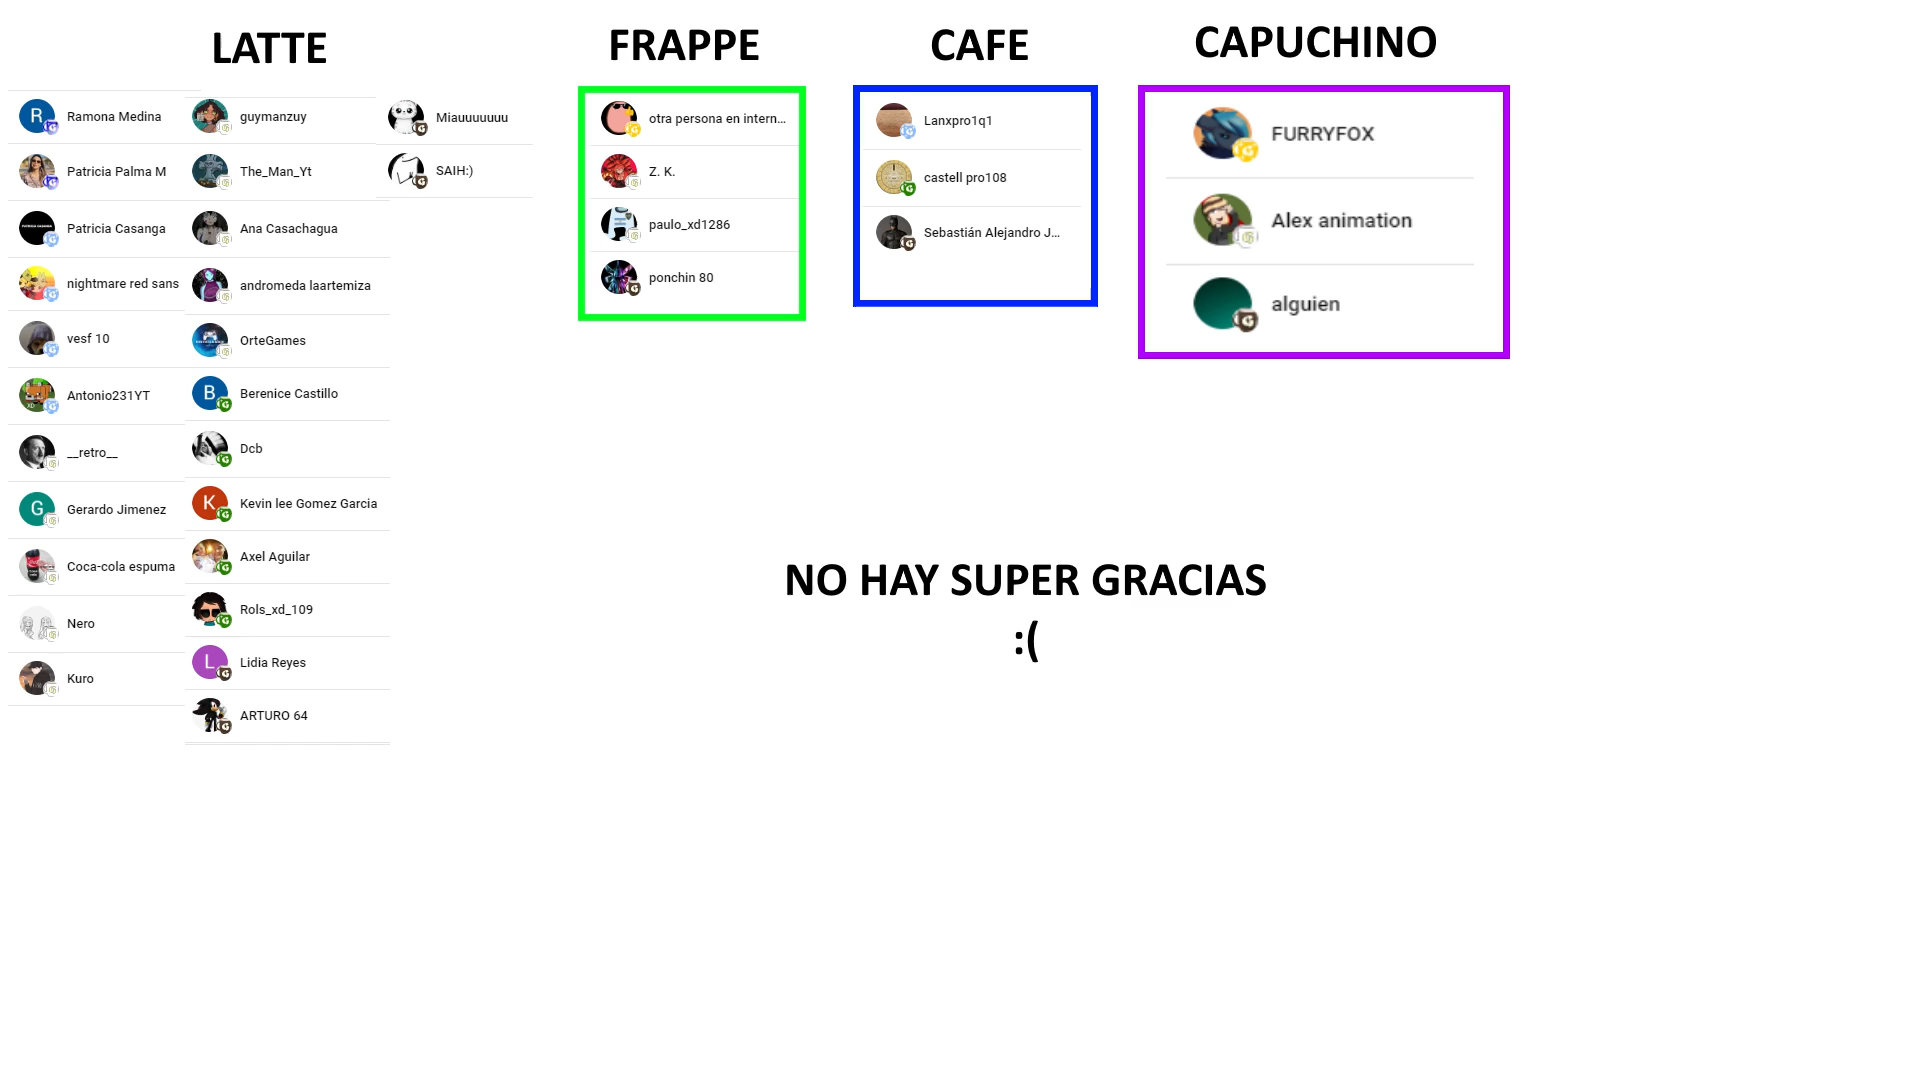 LATTE
Ramona Medina
Patricia Palma M
Patricia Casanga
nightmare red sans
vesf 10
Antonio231YT
__retro__
Gerardo Jimenez
Coca-cola espuma
Nero
Kuro
guymanzuy
The_Man_Yt
Ana Casachagua
andromeda laartemiza
OrteGames
Berenice Castillo
Dcb
Kevin lee Gomez Garcia
Axel Aguilar
Rols_xd_109
Lidia Reyes
ARTURO 64
Miauuuuuuu
SAIH:)
FRAPPE
otra persona en intern...
Z. K.
paulo_xd1286
ponchin 80
CAFE
Lanxpro1q1
castell pro108
Sebastián Alejandro J...
CAPUCHINO
FURRYFOX
Alex animation
alguien
NO HAY SUPER GRACIAS
:(